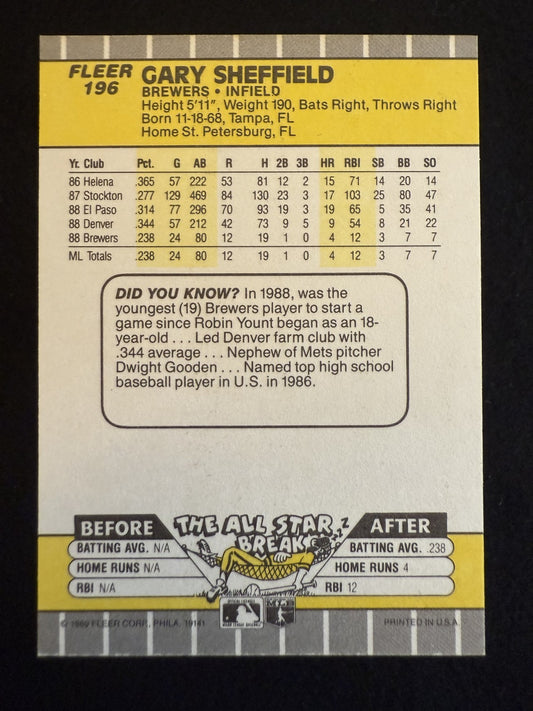 FLEER
196
GARY SHEFFIELD
BREWERS • INFIELD
Height 5'11", Weight 190, Bats Right, Throws Right
Born 11-18-68, Tampa, FL
Home St. Petersburg, FL
Yr. Club Pct. G AB R H 2B 3B HR RBI SB BB SO
86 Helena .365 57 222 53 81 12 2 15 71 14 20 14
87 Stockton .277 129 469 84 130 23 3 17 103 25 80 47
88 El Paso .314 77 296 70 93 19 3 19 65 5 35 41
88 Denver .344 57 212 42 73 9 5 9 54 8 21 22
88 Brewers .238 24 80 12 19 1 0 4 12 3 7 7
ML Totals .238 24 80 12 19 1 0 4 12 3 7 7
DID YOU KNOW? In 1988, was the
youngest (19) Brewers player to start a
game since Robin Yount began as an 18-
year-old . . . Led Denver farm club with
.344 average . . . Nephew of Mets pitcher
Dwight Gooden . . . Named top high school
baseball player in U.S. in 1986.
BEFORE
THE ALL STAR
BREAK
AFTER
BATTING AVG. N/A
HOME RUNS N/A
RBI N/A
BATTING AVG. .238
HOME RUNS 4
RBI 12
© 1989 FLEER CORP., PHILA. 19141
PRINTED IN U.S.A.